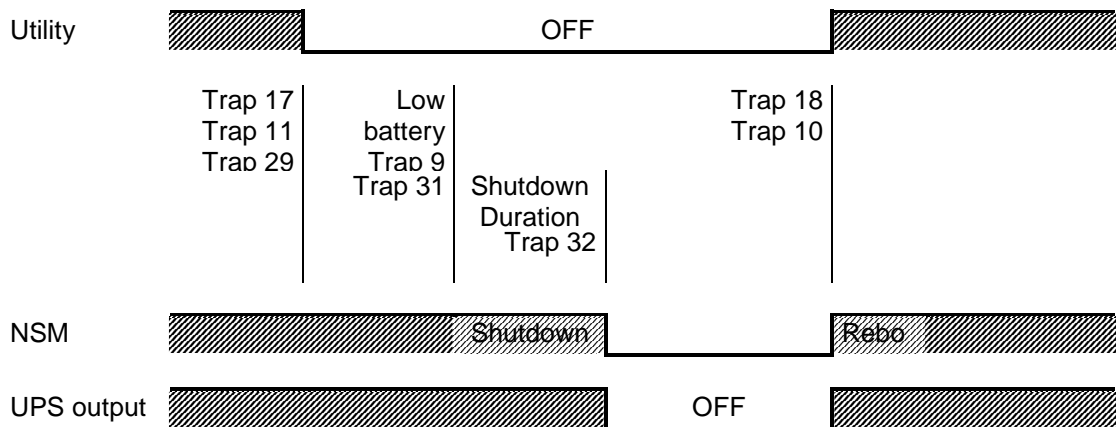 Utility
OFF
Trap 17
Trap 11
Trap 29
Low
battery
Trap 9
Trap 31
Shutdown
Duration
Trap 32
Trap 18
Trap 10
NSM
Shutdown
Rebo
UPS output
OFF